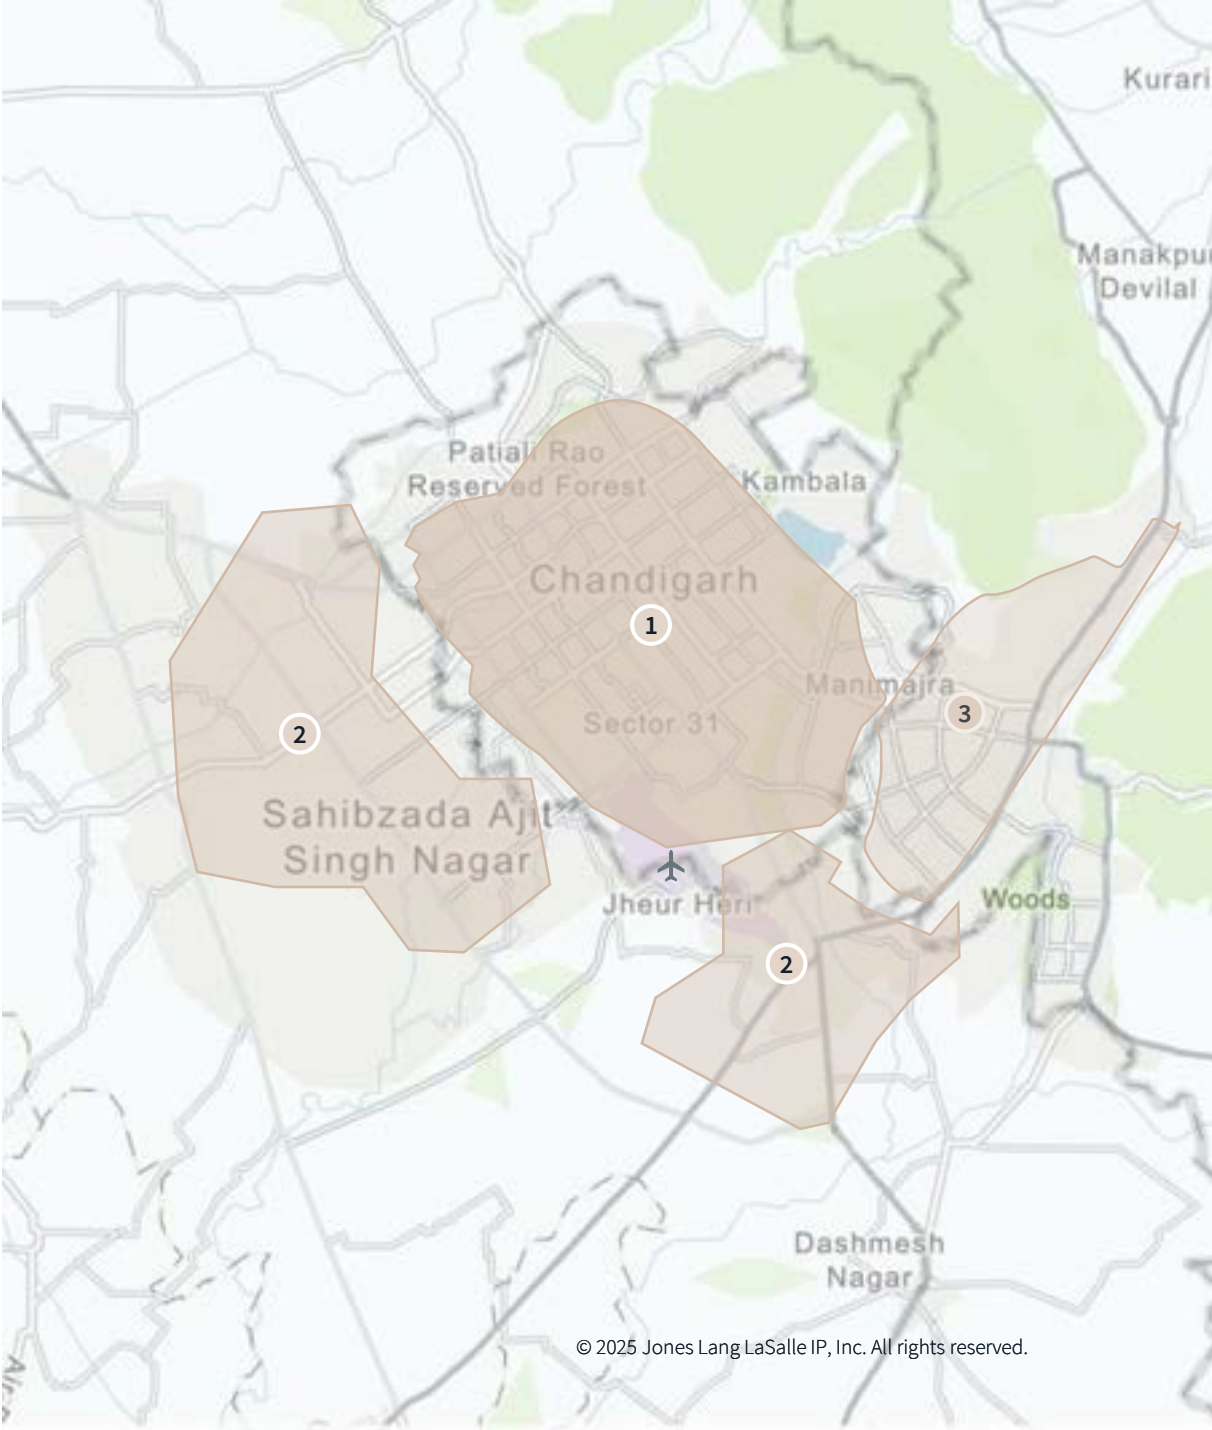 Kurari
Manakpur
Devilal
Patiali Rao
Reserved Forest
Kambala
Chandigarh
1
Manimajra
3
Sector 31
2
Sahibzada Ajit
Singh Nagar
Woods
Jheur Heri
2
Dashmesh
Nagar
© 2025 Jones Lang LaSalle IP, Inc. All rights reserved.